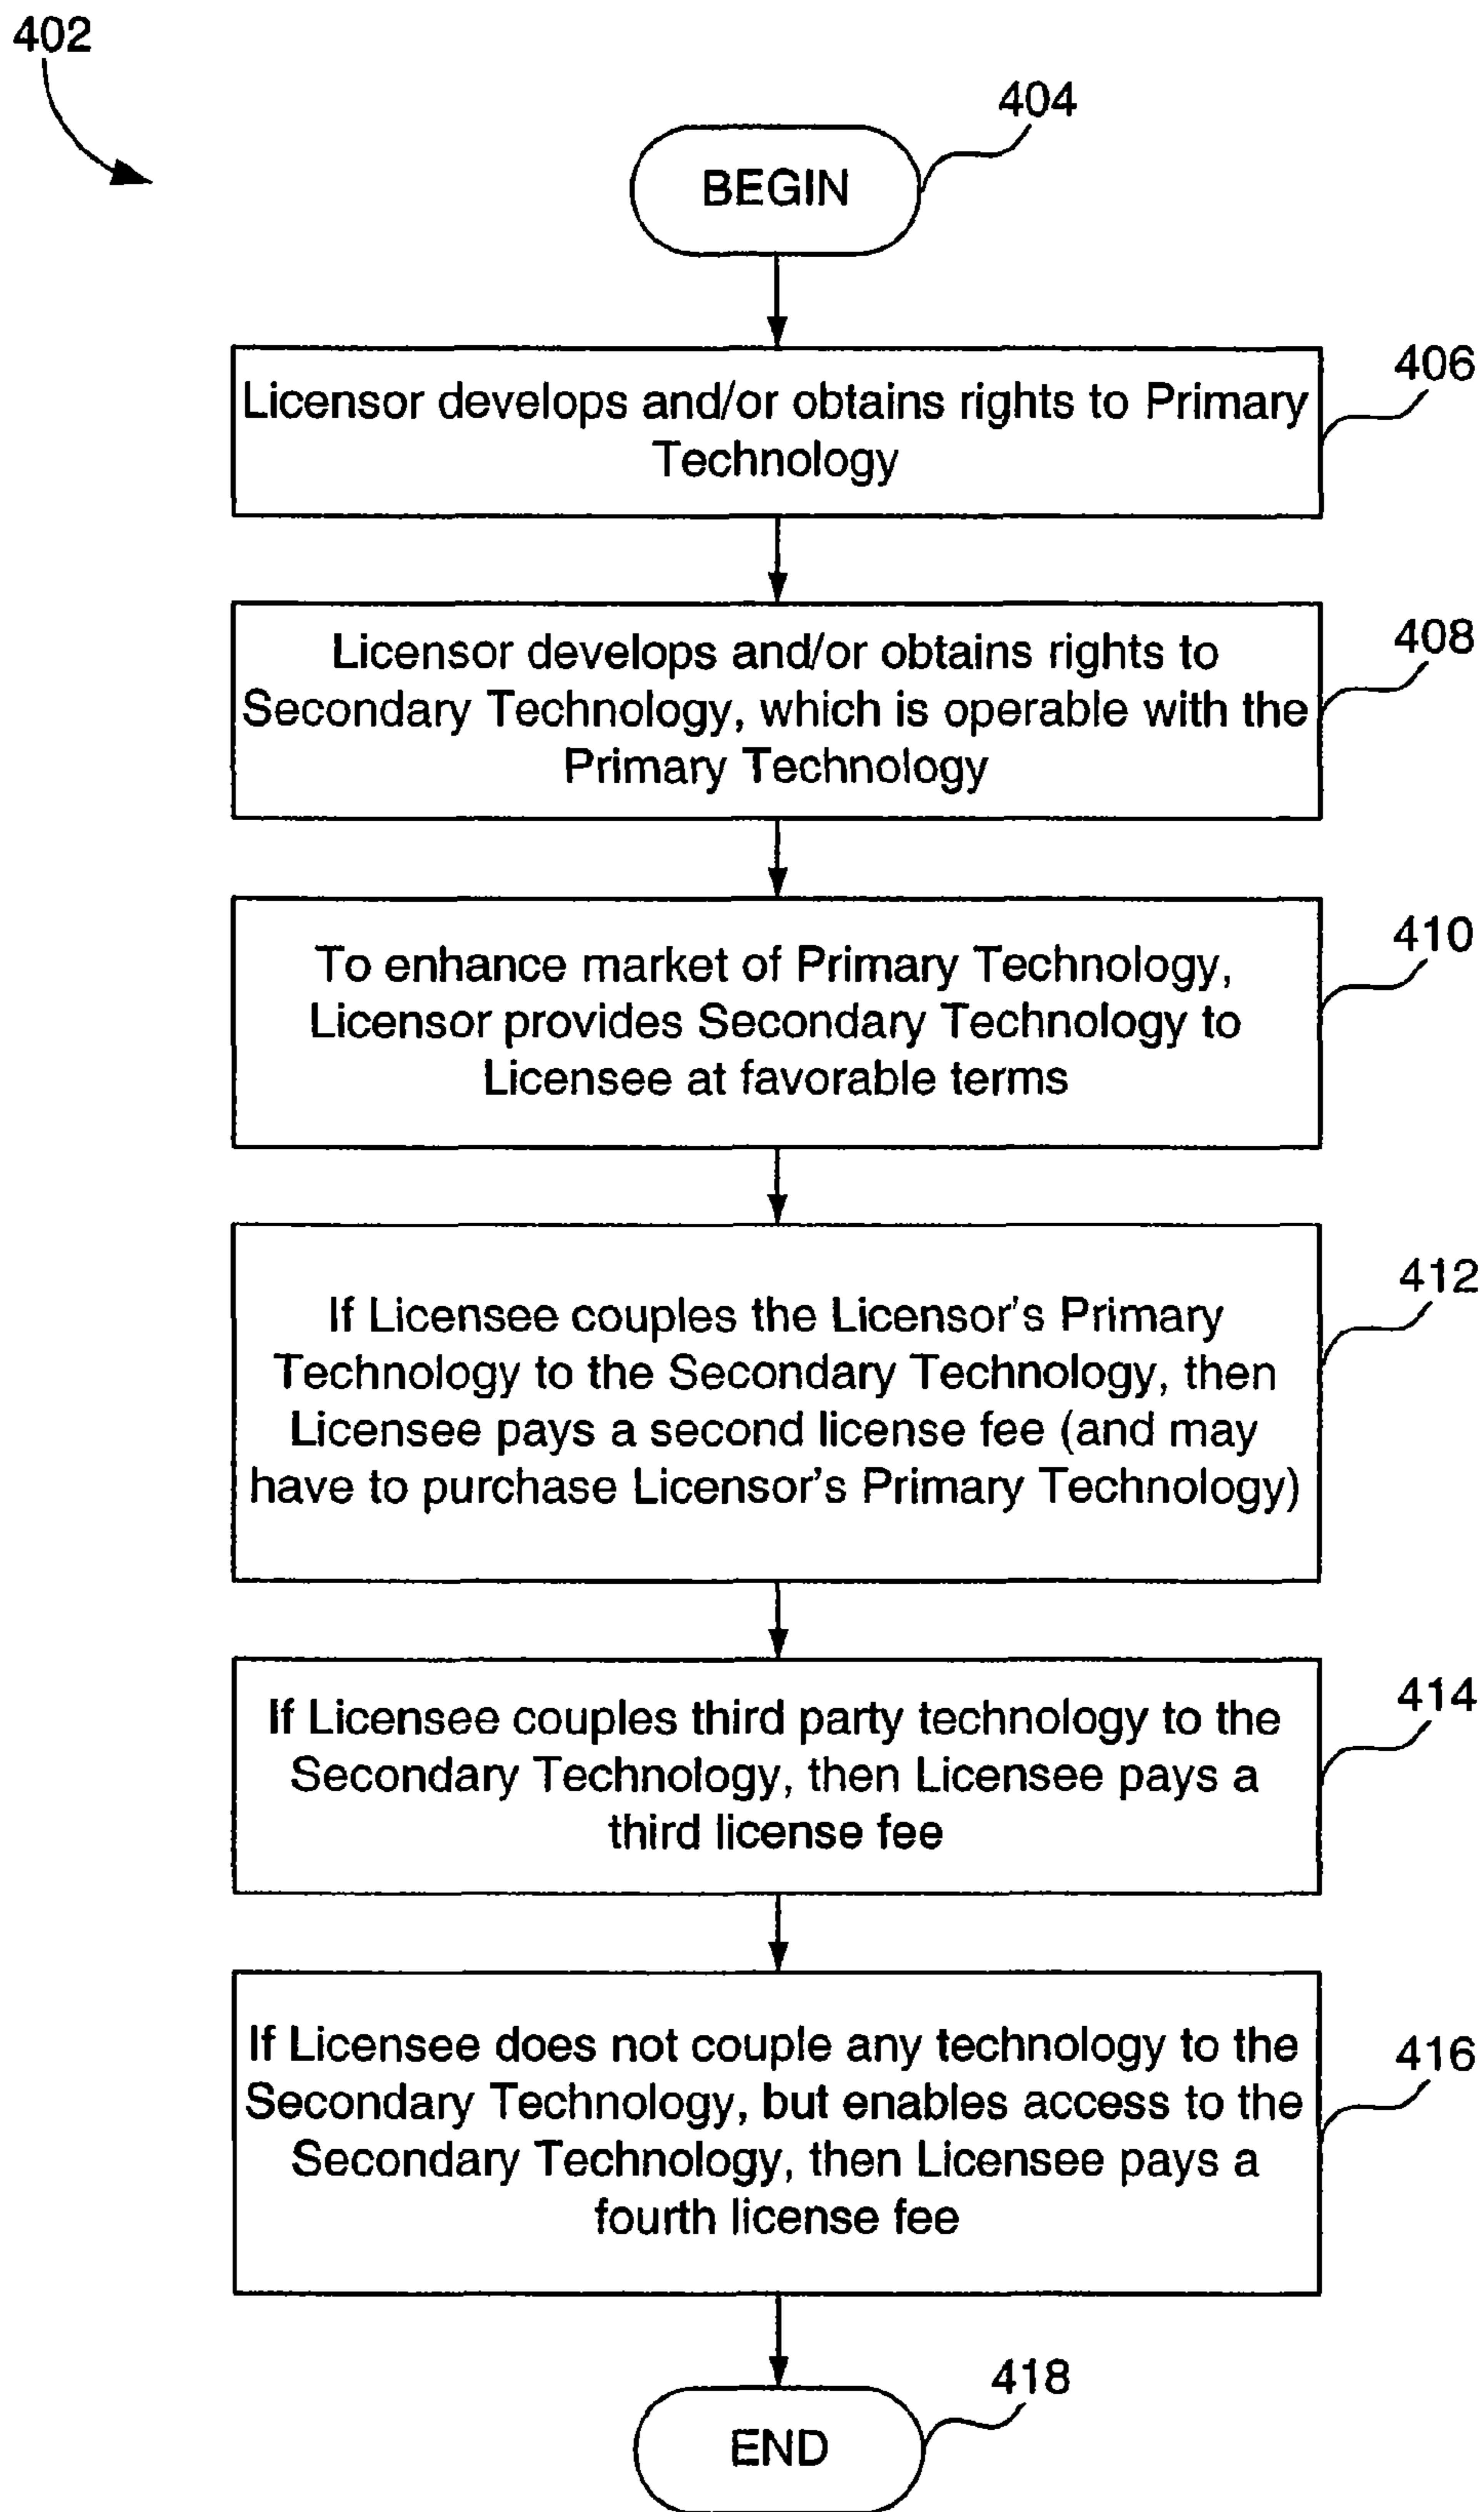 402
404
BEGIN
406
Licensor develops and/or obtains rights to Primary
Technology
408
Licensor develops and/or obtains rights to
Secondary Technology, which is operable with the
Primary Technology
410
To enhance market of Primary Technology,
Licensor provides Secondary Technology to
Licensee at favorable terms
412
If Licensee couples the Licensor's Primary
Technology to the Secondary Technology, then
Licensee pays a second license fee (and may
have to purchase Licensor's Primary Technology)
414
If Licensee couples third party technology to the
Secondary Technology, then Licensee pays a
third license fee
416
If Licensee does not couple any technology to the
Secondary Technology, but enables access to the
Secondary Technology, then Licensee pays a
fourth license fee
418
END